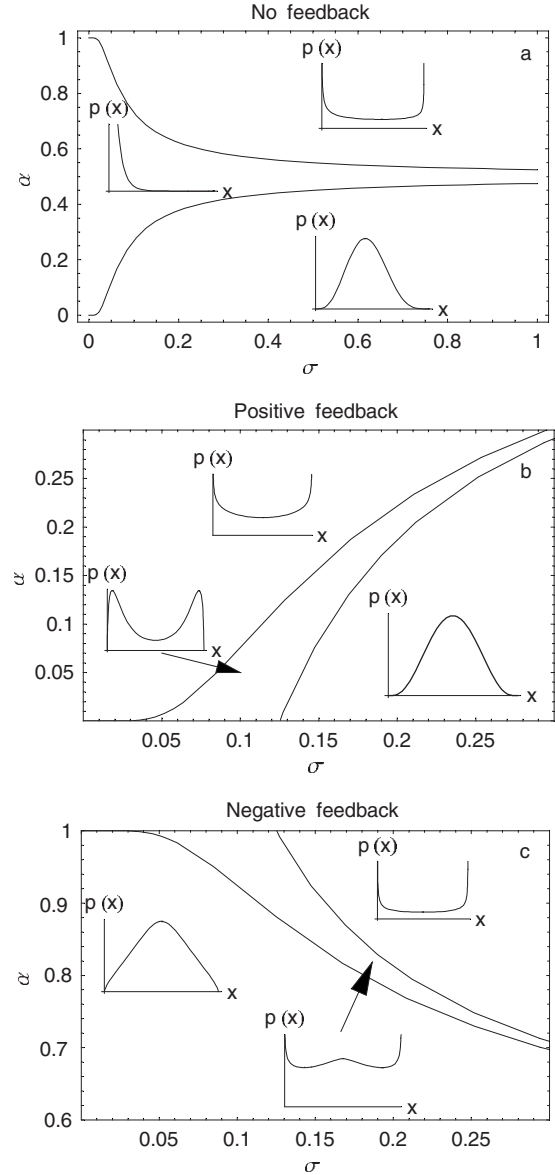 No feedback
a
p (x)
x
p (x)
x
p (x)
x
1
0.8
0.6
0.4
0.2
0
α
0 0.2 0.4 0.6 0.8 1
σ
Positive feedback
b
p (x)
x
p (x)
x
p (x)
x
0.25
0.20
0.15
0.10
0.05
α
0.05 0.1 0.15 0.2 0.25
σ
Negative feedback
c
p (x)
x
p (x)
x
p (x)
x
1
0.9
0.8
0.7
0.6
α
0.05 0.1 0.15 0.2 0.25
σ